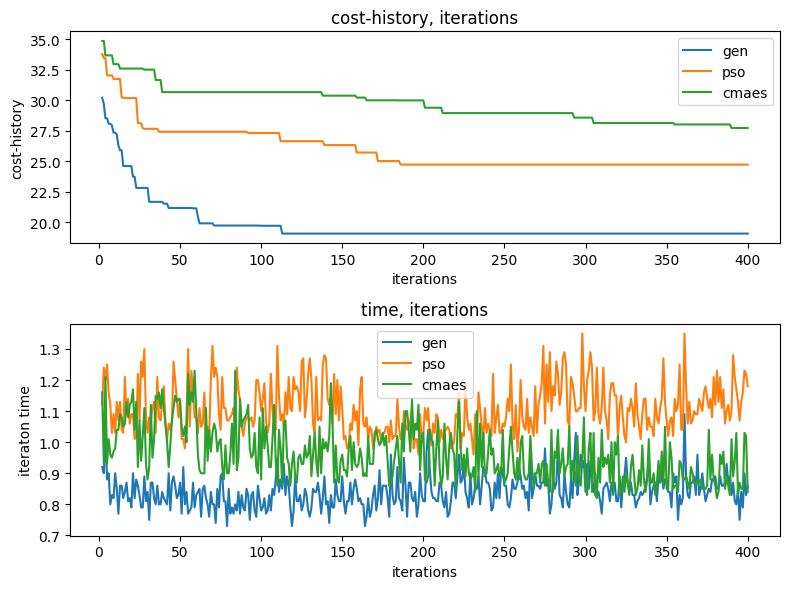 cost-history, iterations
cost-history
35.0
32.5
30.0
27.5
25.0
22.5
20.0
gen
pso
cmaes
0 50 100 150 200 250 300 350 400
iterations
time, iterations
iteraton time
1.3
1.2
1.1
1.0
0.9
0.8
0.7
gen
pso
cmaes
0 50 100 150 200 250 300 350 400
iterations